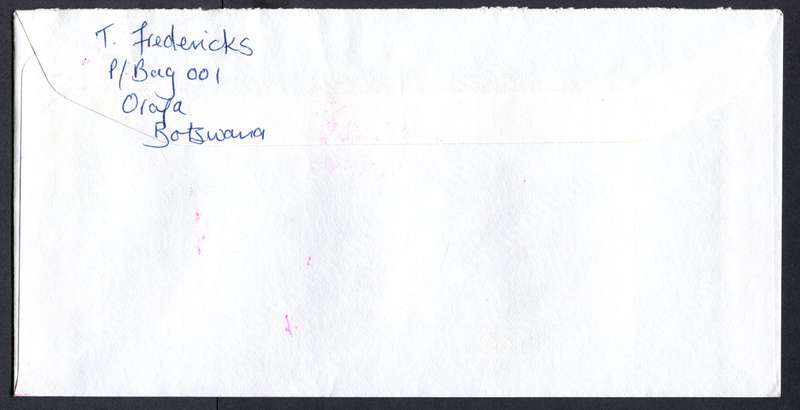 T. Fredericks
P/Bag 001
Orapa
Botswana